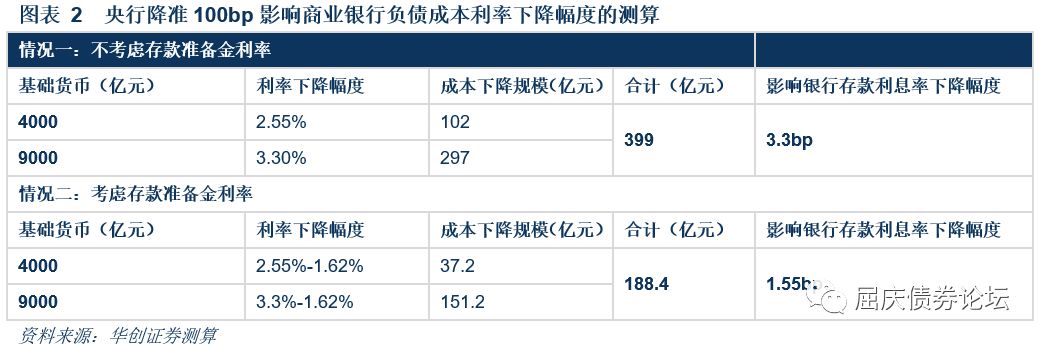 图表 2 央行降准100bp影响商业银行负债成本利率下降幅度的测算
情况一：不考虑存款准备金利率
基础货币（亿元） 利率下降幅度 成本下降规模（亿元） 合计（亿元） 影响银行存款利息率下降幅度
4000 2.55% 102
399 3.3bp
9000 3.30% 297
情况二：考虑存款准备金利率
基础货币（亿元） 利率下降幅度 成本下降规模（亿元） 合计（亿元） 影响银行存款利息率下降幅度
4000 2.55%-1.62% 37.2
188.4 1.55bp
9000 3.3%-1.62% 151.2
屈庆债券论坛
资料来源：华创证券测算